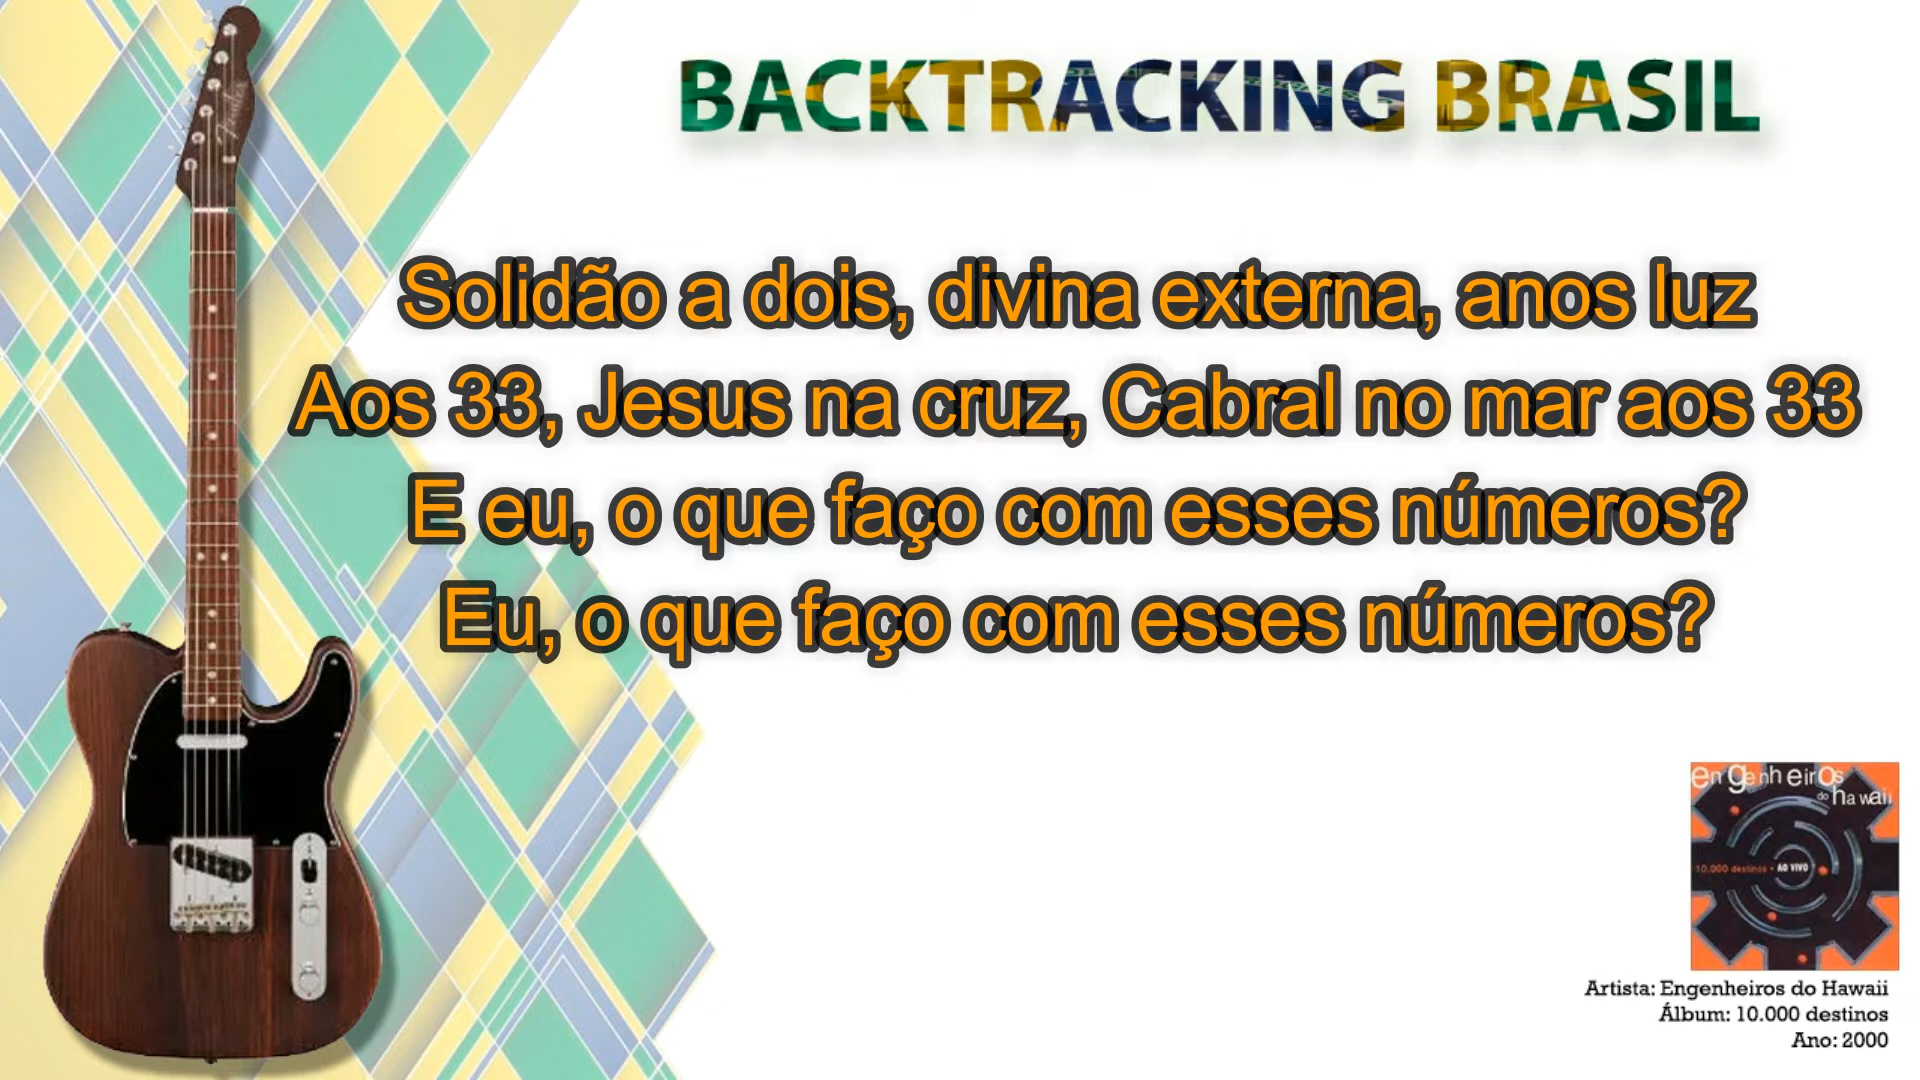 BACKTRACKING BRASIL
Solidão a dois, divina externa, anos luz
Aos 33, Jesus na cruz, Cabral no mar aos 33
E eu, o que faço com esses números?
Eu, o que faço com esses números?
Fender
engenheiros
do hawaii
10.000 destinos • AO VIVO
Artista: Engenheiros do Hawaii
Álbum: 10.000 destinos
Ano: 2000